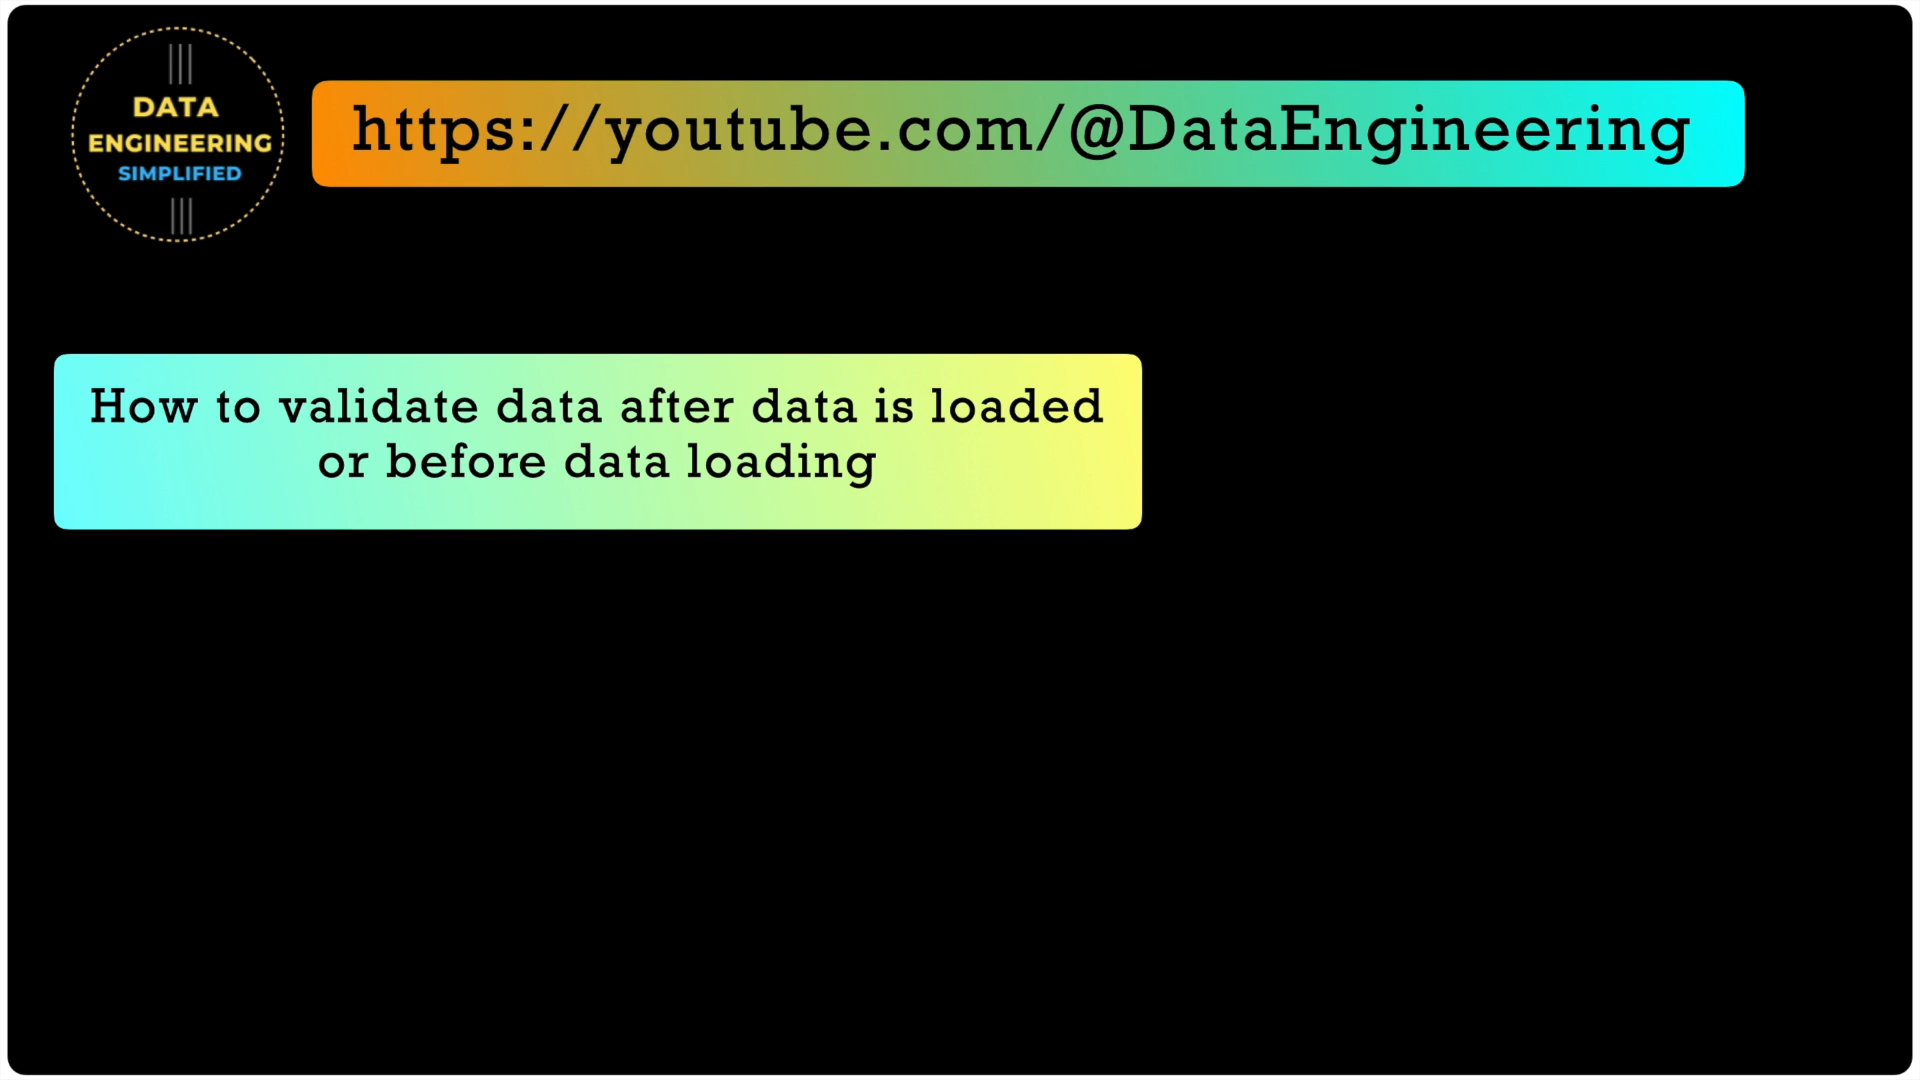 DATA
ENGINEERING
SIMPLIFIED
https://youtube.com/@DataEngineering
How to validate data after data is loaded
or before data loading